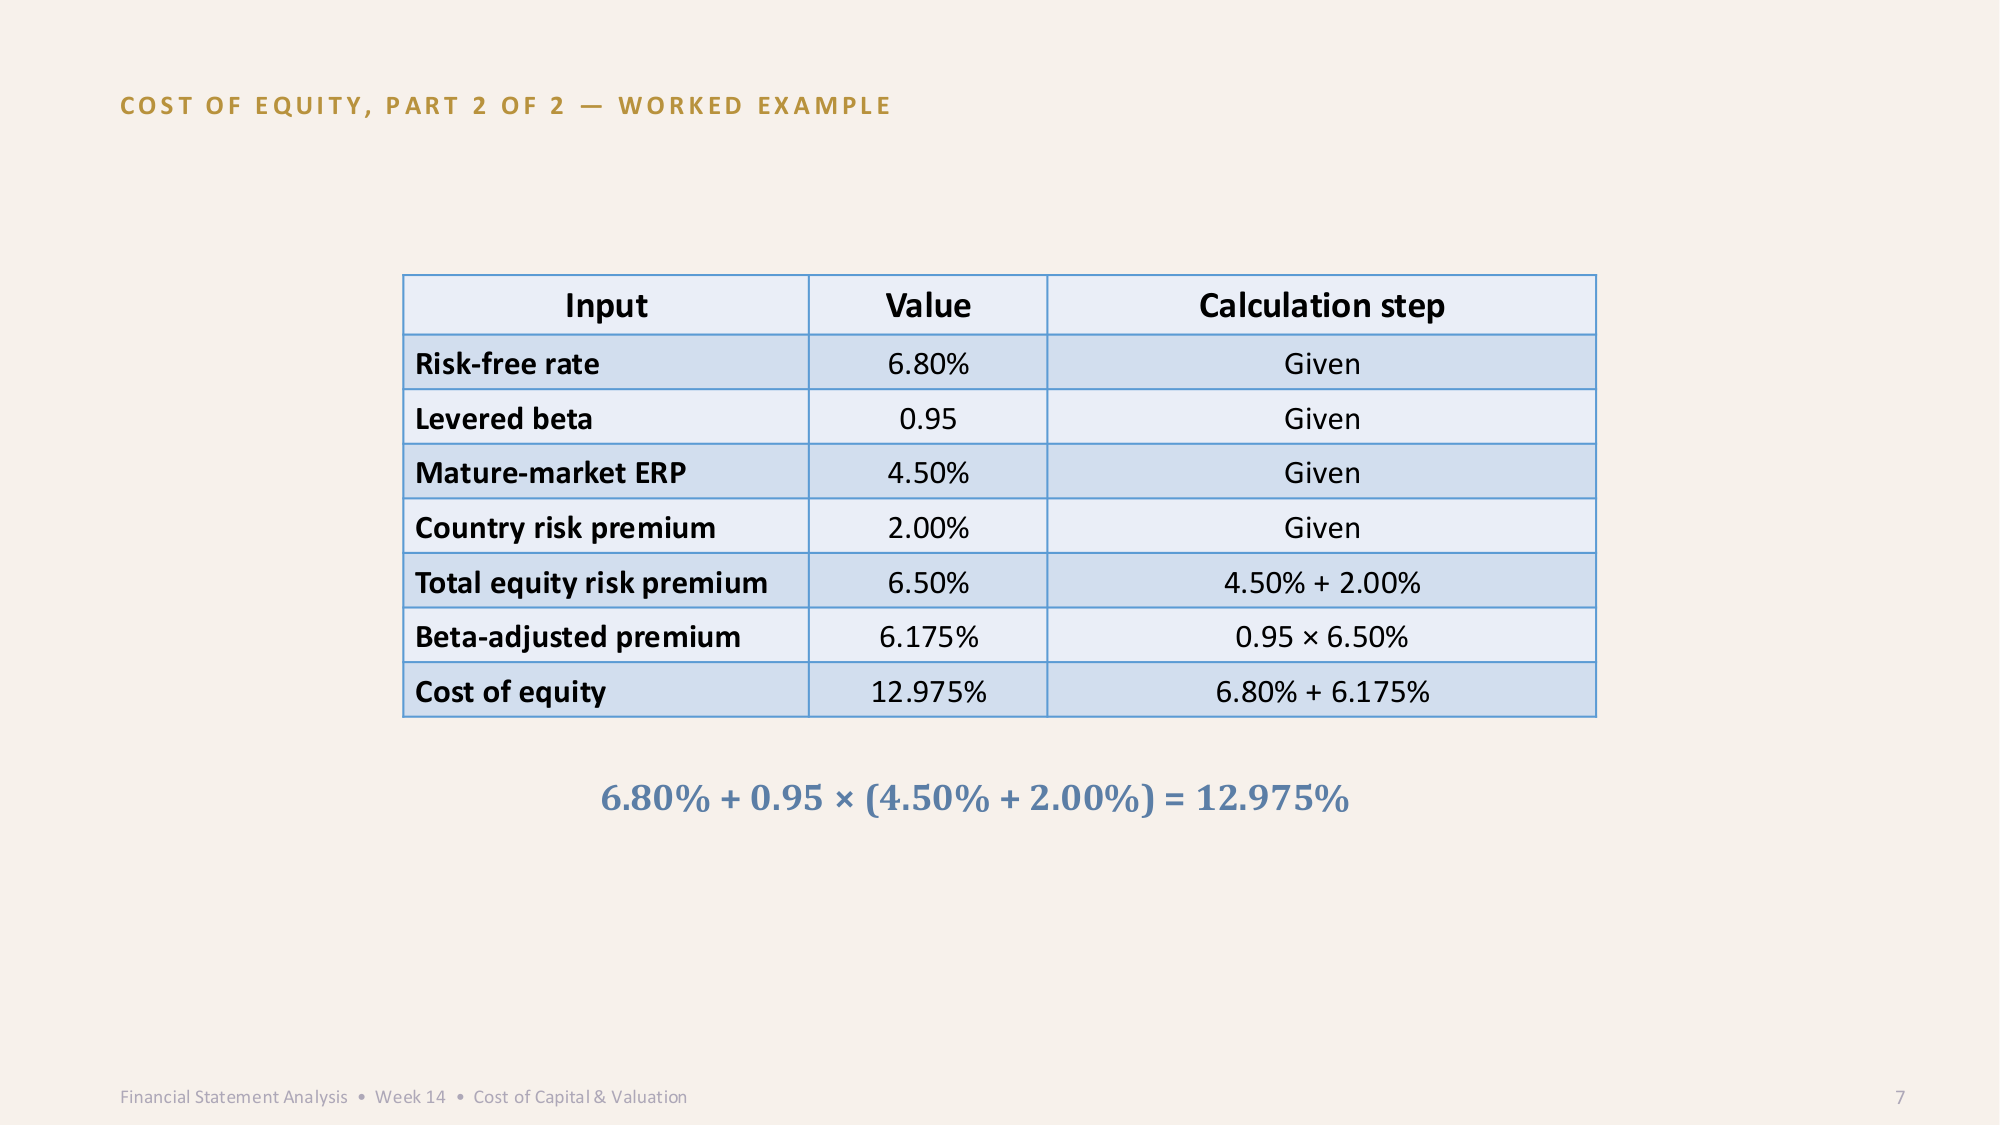 COST OF EQUITY, PART 2 OF 2 — WORKED EXAMPLE
Input Value Calculation step
Risk-free rate 6.80% Given
Levered beta 0.95 Given
Mature-market ERP 4.50% Given
Country risk premium 2.00% Given
Total equity risk premium 6.50% 4.50% + 2.00%
Beta-adjusted premium 6.175% 0.95 × 6.50%
Cost of equity 12.975% 6.80% + 6.175%
6.80% + 0.95 × (4.50% + 2.00%) = 12.975%
Financial Statement Analysis • Week 14 • Cost of Capital & Valuation 7